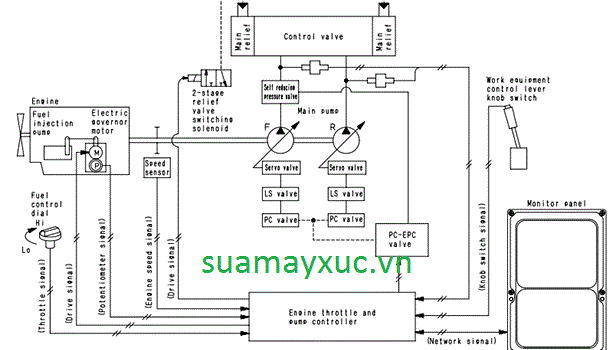 Main
relief
Control valve
Main
relief
Self reducing
pressure valve
2-stage
relief
valve
switching
solenoid
Main pump
Work equipment
control lever
knob switch
Engine
Fuel
injection
pump
Electric
governor
motor
M
P
F
R
Speed
sensor
Servo valve
Servo valve
LS valve
LS valve
PC valve
PC valve
PC-EPC
valve
Monitor panel
Fuel
control
dial
Hi
Lo
(Throttle signal)
(Drive signal)
(Potentiometer signal)
(Engine speed signal)
(Drive signal)
(Knob switch signal)
suamayxuc.vn
Engine throttle and
pump controller
(Network signal)